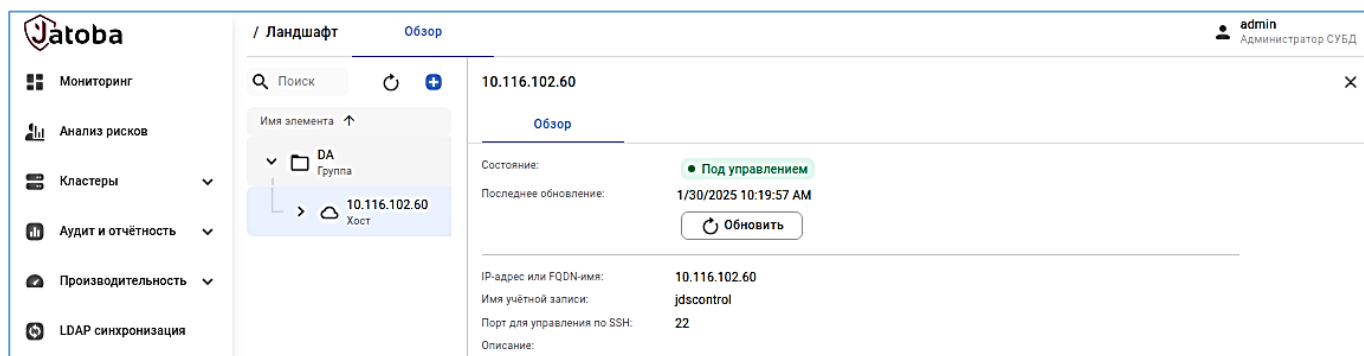 Jatoba
/ Ландшафт
Обзор
admin
Администратор СУБД
Мониторинг
Анализ рисков
Кластеры
Аудит и отчётность
Производительность
LDAP синхронизация
Поиск
Имя элемента
DA
Группа
10.116.102.60
Хост
10.116.102.60
Обзор
Состояние: Под управлением
Последнее обновление: 1/30/2025 10:19:57 AM
Обновить
IP-адрес или FQDN-имя: 10.116.102.60
Имя учётной записи: jdscontrol
Порт для управления по SSH: 22
Описание: